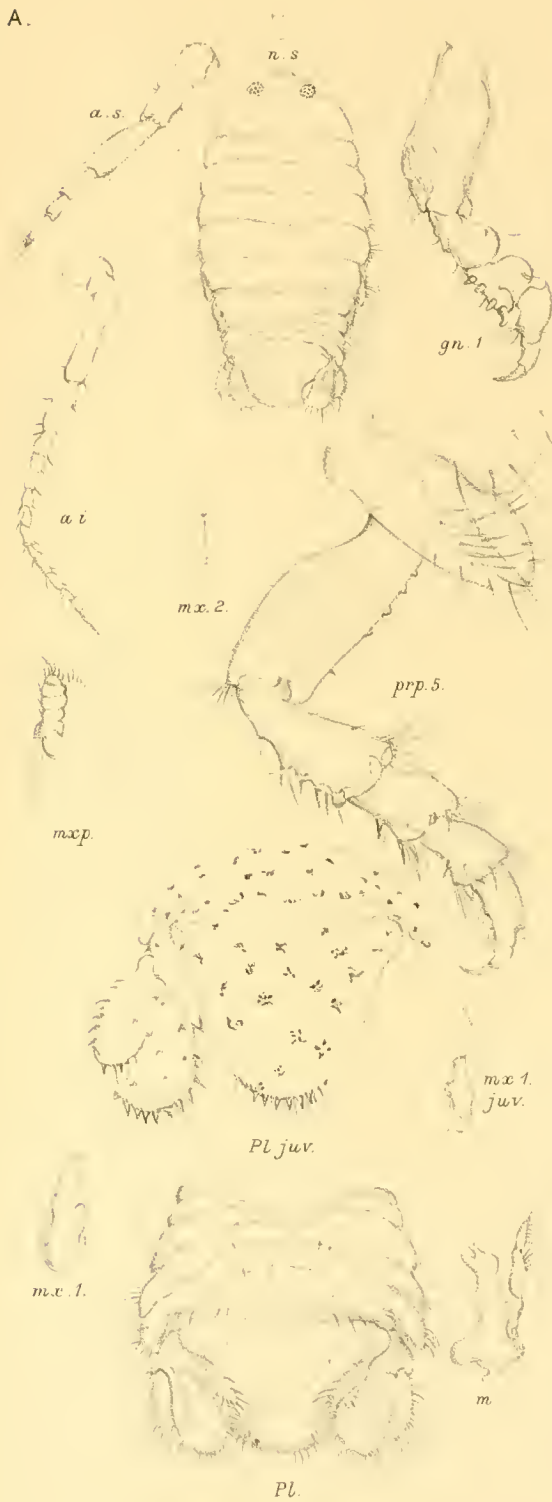 A.
n.s
a.s.
gn.1
a i
mx.2.
prp.5.
mxp.
mx 1.
juv.
Pl juv.
mx.1.
m
Pl.